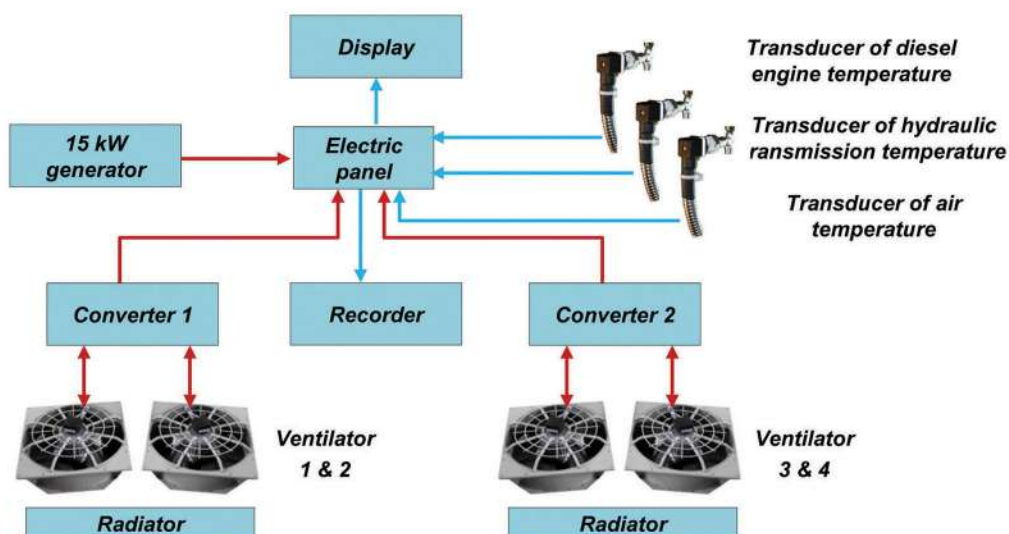 Display
Transducer of diesel
engine temperature
15 kW
generator
Electric
panel
Transducer of hydraulic
ransmission temperature
Transducer of air
temperature
Converter 1
Recorder
Converter 2
Ventilator
1 & 2
Ventilator
3 & 4
Radiator
Radiator